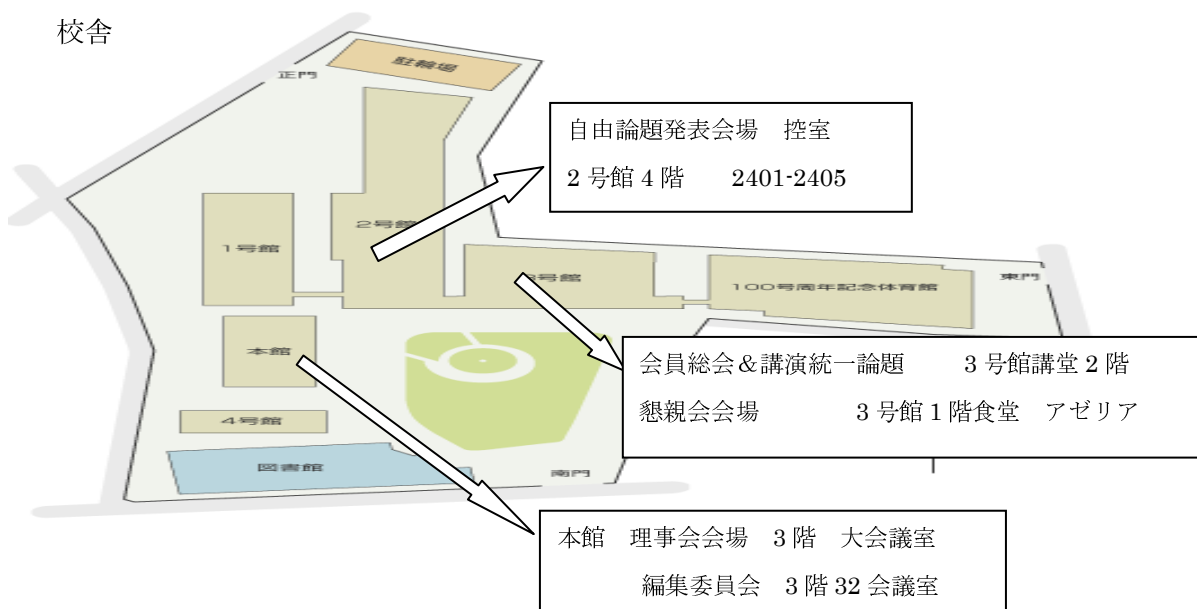 校舎
駐輪場
正門
自由論題発表会場　控室
2号館4階　　2401-2405
2号館
1号館
3号館
100号周年記念体育館
東門
本館
会員総会＆講演統一論題　　　3号館講堂2階
懇親会会場　　　　　3号館1階食堂　アゼリア
4号館
図書館
南門
本館　理事会会場　3階　大会議室
編集委員会　3階32会議室